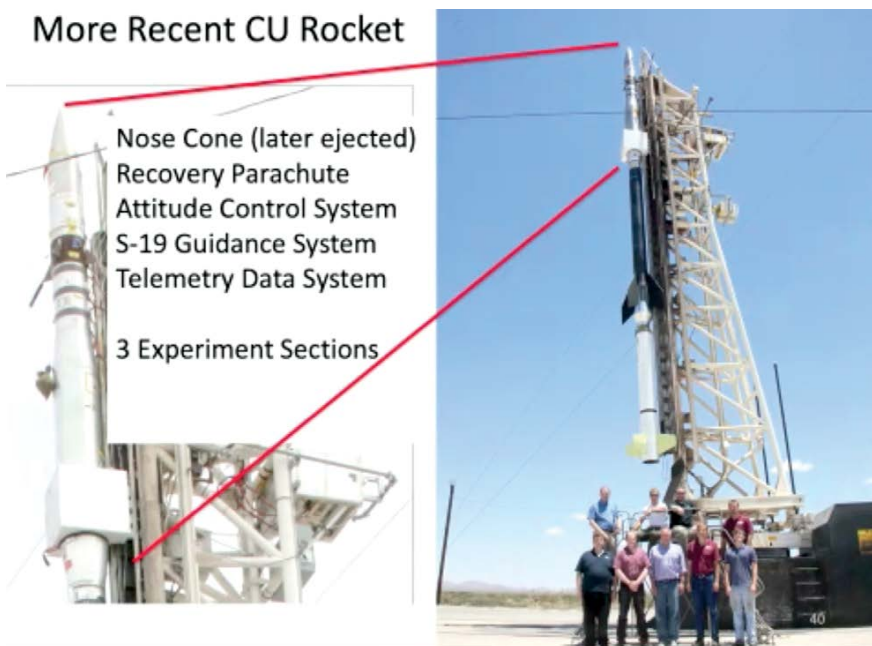 More Recent CU Rocket
Nose Cone (later ejected)
Recovery Parachute
Attitude Control System
S-19 Guidance System
Telemetry Data System
3 Experiment Sections
40